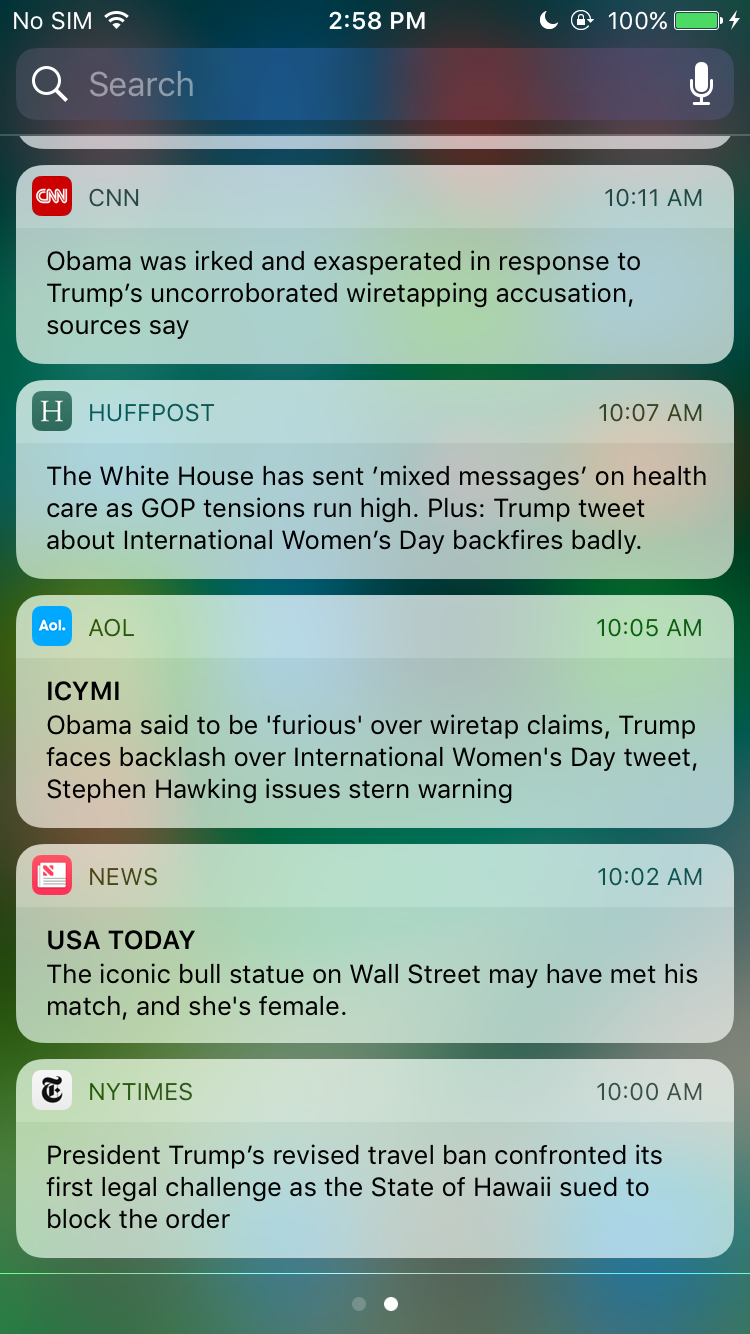 No SIM 2:58 PM 100%
Search
CNN CNN 10:11 AM
Obama was irked and exasperated in response to
Trump’s uncorroborated wiretapping accusation,
sources say
H HUFFPOST 10:07 AM
The White House has sent ‘mixed messages’ on health
care as GOP tensions run high. Plus: Trump tweet
about International Women’s Day backfires badly.
Aol. AOL 10:05 AM
ICYMI
Obama said to be 'furious' over wiretap claims, Trump
faces backlash over International Women's Day tweet,
Stephen Hawking issues stern warning
NEWS 10:02 AM
USA TODAY
The iconic bull statue on Wall Street may have met his
match, and she's female.
T NYTIMES 10:00 AM
President Trump’s revised travel ban confronted its
first legal challenge as the State of Hawaii sued to
block the order